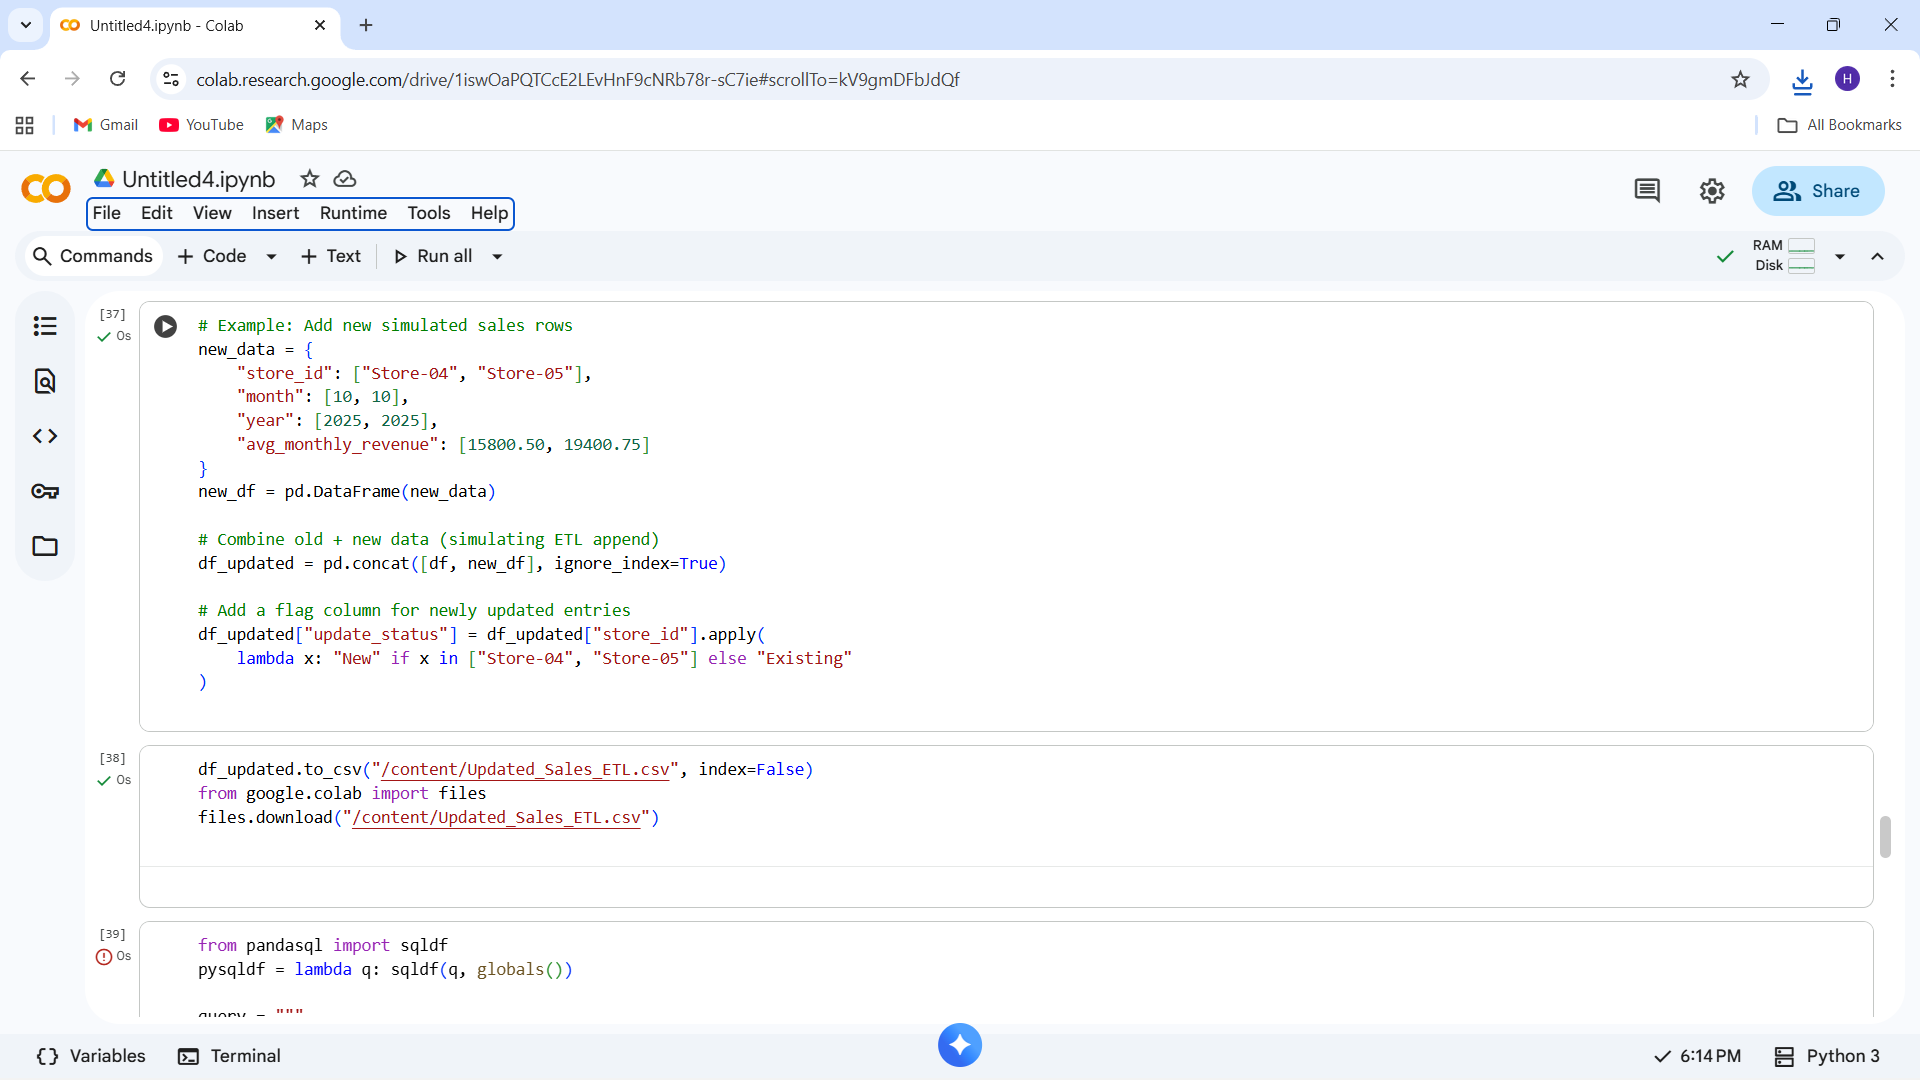 Untitled4.ipynb - Colab
colab.research.google.com/drive/1iswOaPQTCcE2LEvHnF9cNRb78r-sC7ie#scrollTo=kV9gmDFbJdQf
H
Gmail YouTube Maps All Bookmarks
Untitled4.ipynb
File Edit View Insert Runtime Tools Help
Share
Commands + Code + Text Run all
RAM
Disk
[37]
0s
# Example: Add new simulated sales rows
new_data = {
    "store_id": ["Store-04", "Store-05"],
    "month": [10, 10],
    "year": [2025, 2025],
    "avg_monthly_revenue": [15800.50, 19400.75]
}
new_df = pd.DataFrame(new_data)
# Combine old + new data (simulating ETL append)
df_updated = pd.concat([df, new_df], ignore_index=True)
# Add a flag column for newly updated entries
df_updated["update_status"] = df_updated["store_id"].apply(
    lambda x: "New" if x in ["Store-04", "Store-05"] else "Existing"
)
[38]
0s
df_updated.to_csv("/content/Updated_Sales_ETL.csv", index=False)
from google.colab import files
files.download("/content/Updated_Sales_ETL.csv")
[39]
0s
from pandasql import sqldf
pysqldf = lambda q: sqldf(q, globals())
query = """
Variables Terminal 6:14 PM Python 3